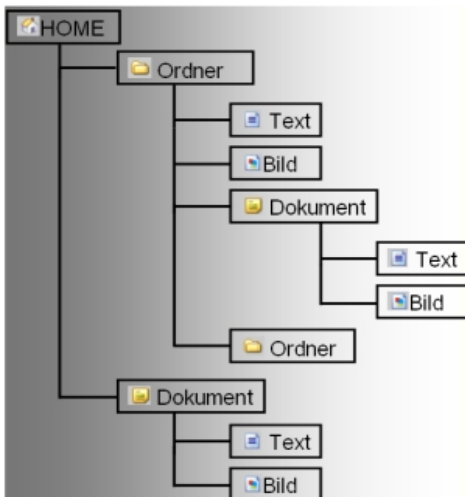 HOME
Ordner
Text
Bild
Dokument
Text
Bild
Ordner
Dokument
Text
Bild